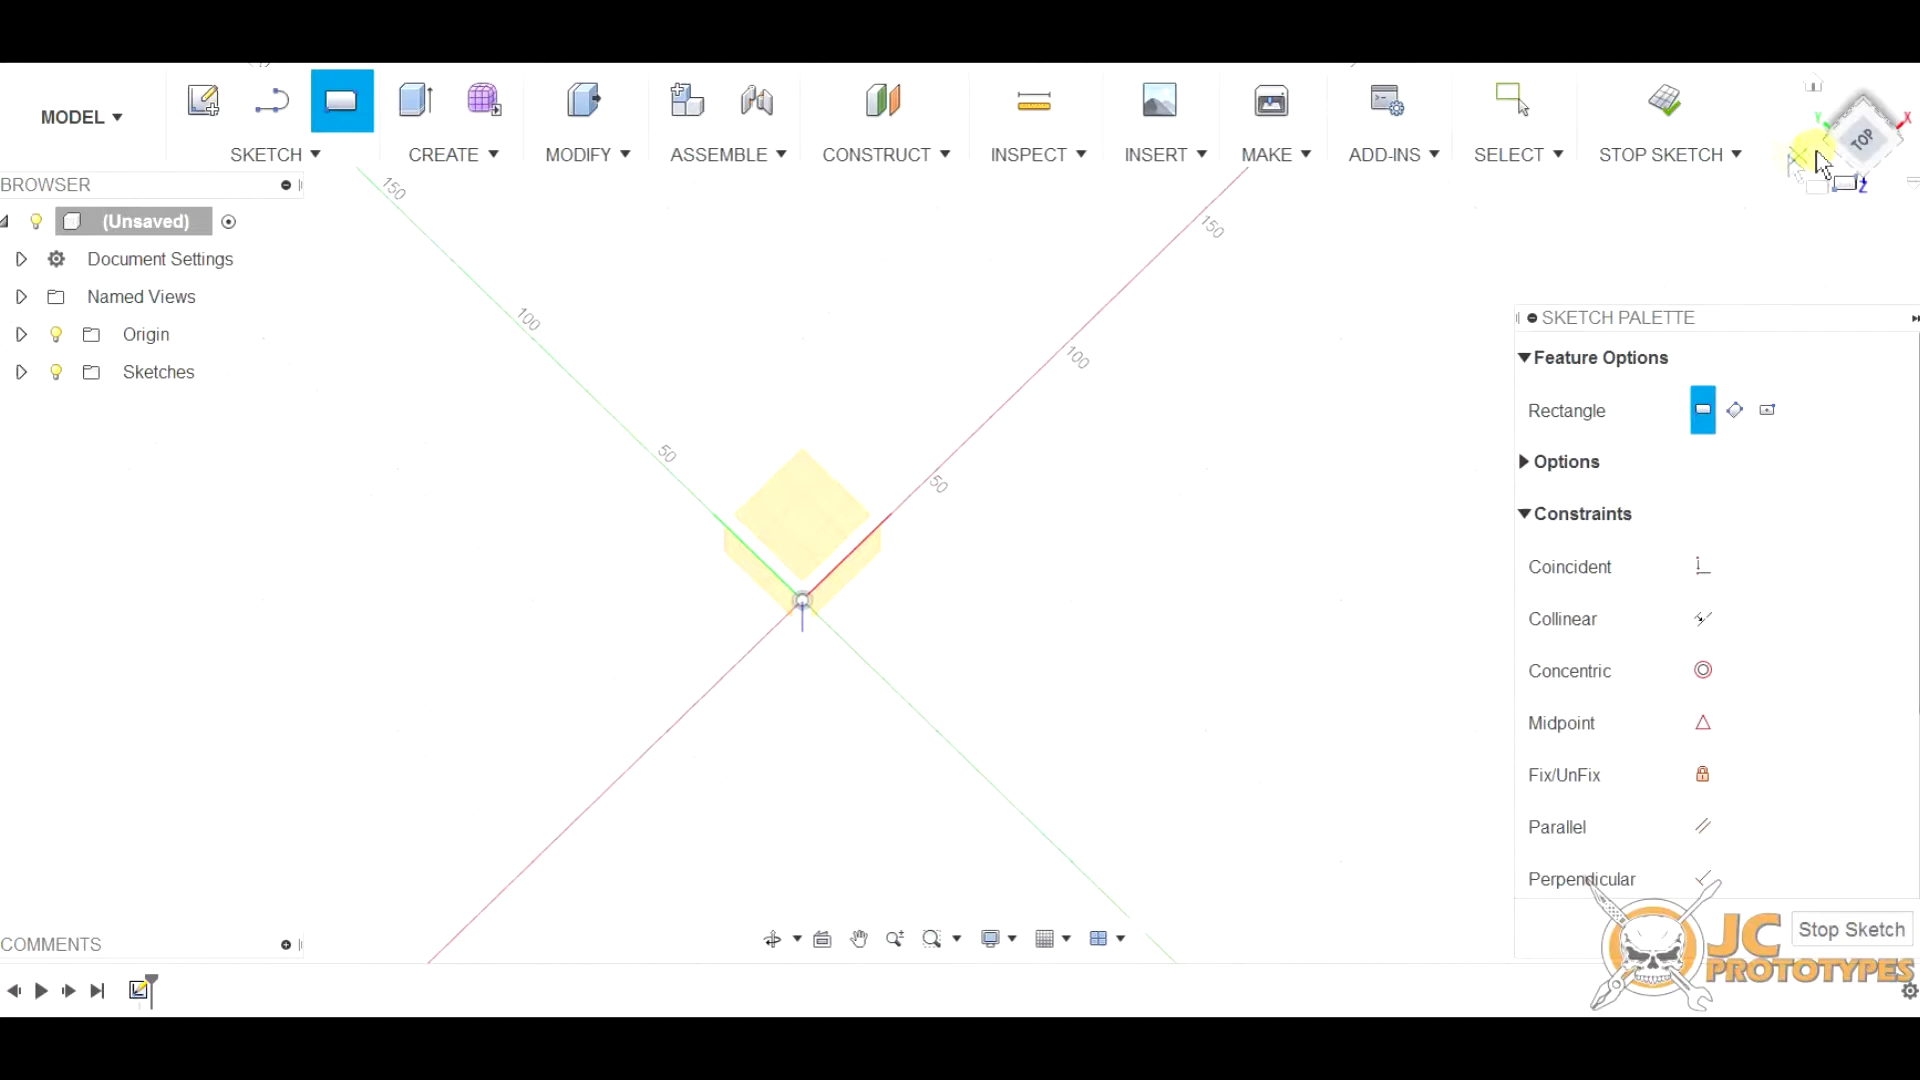 MODEL
SKETCH
CREATE
MODIFY
ASSEMBLE
CONSTRUCT
INSPECT
INSERT
MAKE
ADD-INS
SELECT
STOP SKETCH
TOP
X
Y
Z
BROWSER
(Unsaved)
Document Settings
Named Views
Origin
Sketches
150
100
50
150
100
50
SKETCH PALETTE
Feature Options
Rectangle
Options
Constraints
Coincident
Collinear
Concentric
Midpoint
Fix/UnFix
Parallel
Perpendicular
Stop Sketch
JC
PROTOTYPES
COMMENTS